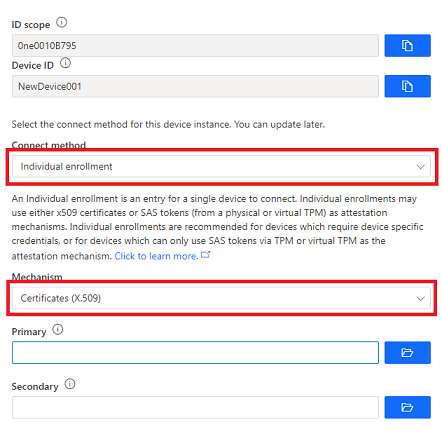 ID scope
0ne0010B795
Device ID
NewDevice001
Select the connect method for this device instance. You can update later.
Connect method
Individual enrollment
An Individual enrollment is an entry for a single device to connect. Individual enrollments may
use either x509 certificates or SAS tokens (from a physical or virtual TPM) as attestation
mechanisms. Individual enrollments are recommended for devices which require device specific
credentials, or for devices which can only use SAS tokens via TPM or virtual TPM as the
attestation mechanism. Click to learn more.
Mechanism
Certificates (X.509)
Primary
Secondary